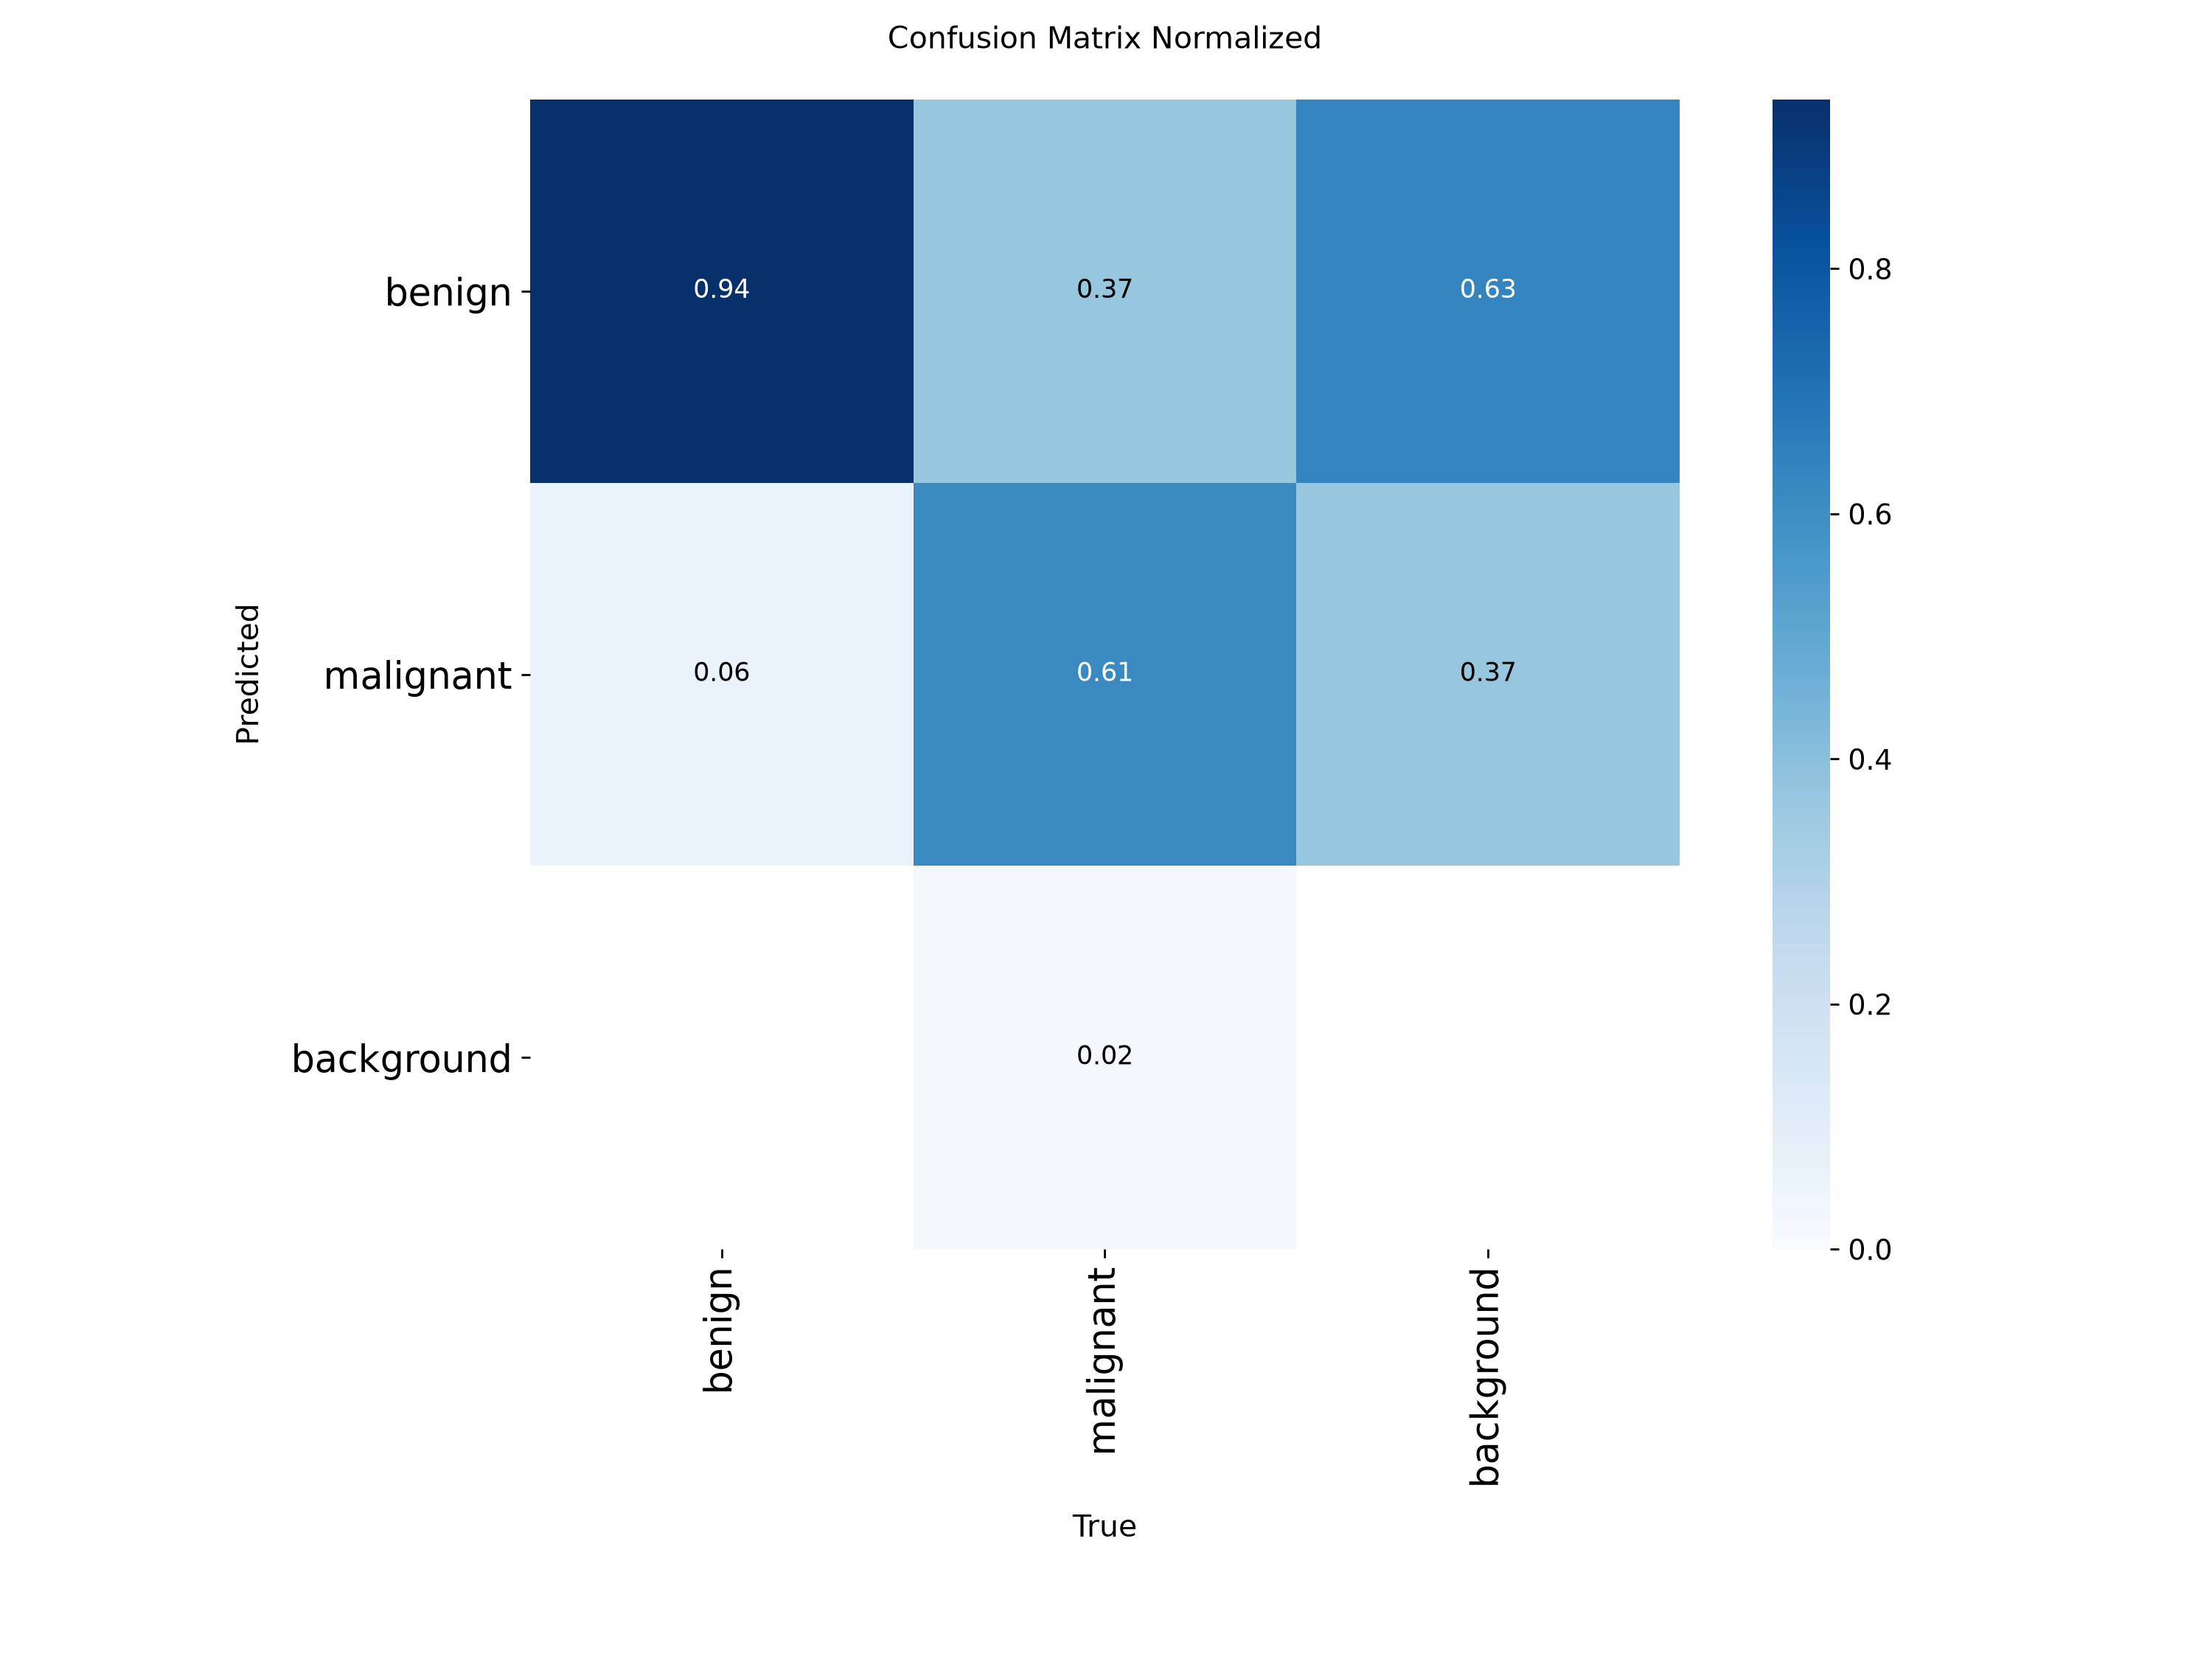 Confusion Matrix Normalized
benign
0.94
0.37
0.63
malignant
0.06
0.61
0.37
background
0.02
Predicted
benign
malignant
background
True
0.8
0.6
0.4
0.2
0.0